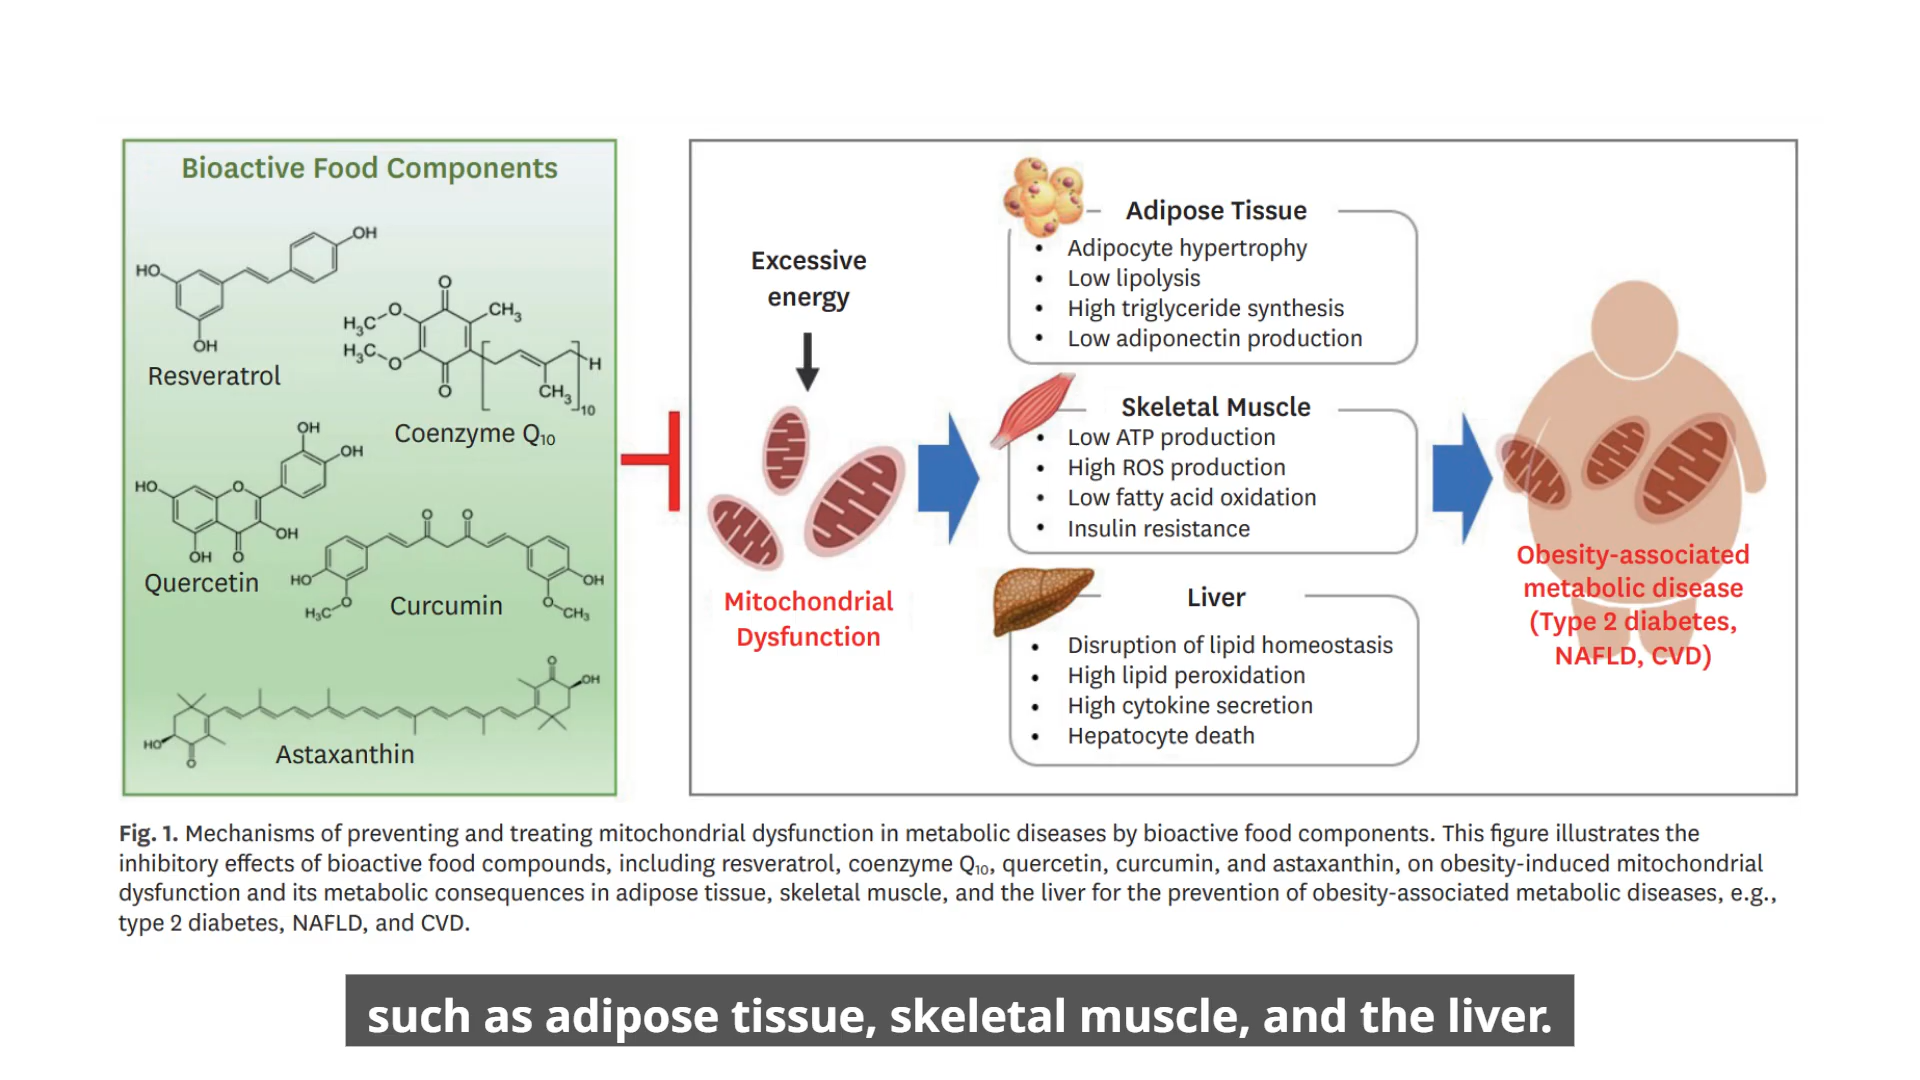 Bioactive Food Components
OH
HO
OH
Resveratrol
O
O
CH₃
H₃C
H₃C
O
O
H
CH₃
10
Coenzyme Q₁₀
OH
OH
HO
O
OH
OH
O
Quercetin
O
O
HO
OH
H₃C
O
O
CH₃
Curcumin
O
OH
HO
O
Astaxanthin
Excessive
energy
Mitochondrial
Dysfunction
Adipose Tissue
• Adipocyte hypertrophy
• Low lipolysis
• High triglyceride synthesis
• Low adiponectin production
Skeletal Muscle
• Low ATP production
• High ROS production
• Low fatty acid oxidation
• Insulin resistance
Liver
• Disruption of lipid homeostasis
• High lipid peroxidation
• High cytokine secretion
• Hepatocyte death
Obesity-associated
metabolic disease
(Type 2 diabetes,
NAFLD, CVD)
Fig. 1. Mechanisms of preventing and treating mitochondrial dysfunction in metabolic diseases by bioactive food components. This figure illustrates the
inhibitory effects of bioactive food compounds, including resveratrol, coenzyme Q₁₀, quercetin, curcumin, and astaxanthin, on obesity-induced mitochondrial
dysfunction and its metabolic consequences in adipose tissue, skeletal muscle, and the liver for the prevention of obesity-associated metabolic diseases, e.g.,
type 2 diabetes, NAFLD, and CVD.
such as adipose tissue, skeletal muscle, and the liver.